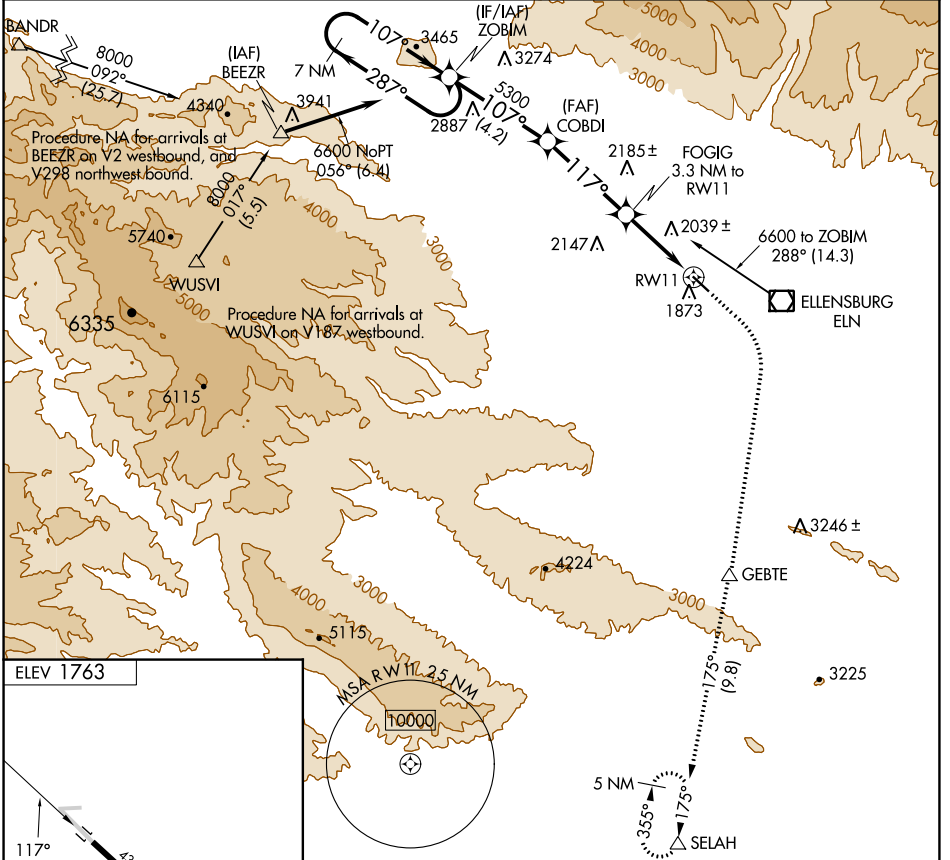 BANDR
8000
092°
(25.7)
(IAF)
BEEZR
7 NM
107°
287°
3465
(IF/IAF)
ZOBIM
3274
5000
4000
3000
4340
3941
2887
5300
107°
(4.2)
(FAF)
COBDI
Procedure NA for arrivals at
BEEZR on V2 westbound, and
V298 northwest bound.
6600 NoPT
056° (6.4)
8000
017°
(5.5)
4000
3000
117°
2185 ±
FOGIG
3.3 NM to
RW11
2039 ±
2147
6600 to ZOBIM
288° (14.3)
5740
WUSVI
5000
RW11
1873
ELLENSBURG
ELN
6335
Procedure NA for arrivals at
WUSVI on V187 westbound.
6115
3246 ±
4224
GEBTE
3000
4000
3000
5115
175°
(9.8)
3225
ELEV 1763
MSA RW11 25 NM
10000
5 NM
355°
175°
SELAH
117°